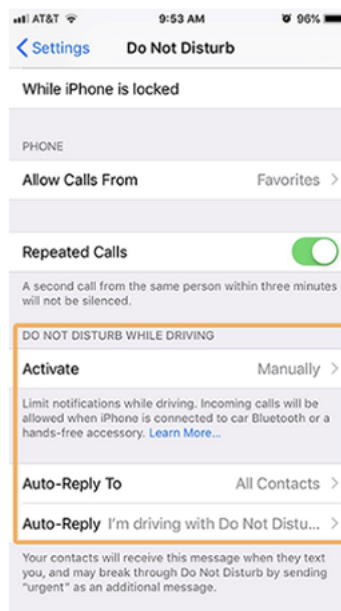 AT&T 9:53 AM 96%
Settings Do Not Disturb
While iPhone is locked
PHONE
Allow Calls From Favorites
Repeated Calls
A second call from the same person within three minutes
will not be silenced.
DO NOT DISTURB WHILE DRIVING
Activate Manually
Limit notifications while driving. Incoming calls will be
allowed when iPhone is connected to car Bluetooth or a
hands-free accessory. Learn More...
Auto-Reply To All Contacts
Auto-Reply I'm driving with Do Not Distu...
Your contacts will receive this message when they text
you, and may break through Do Not Disturb by sending
"urgent" as an additional message.